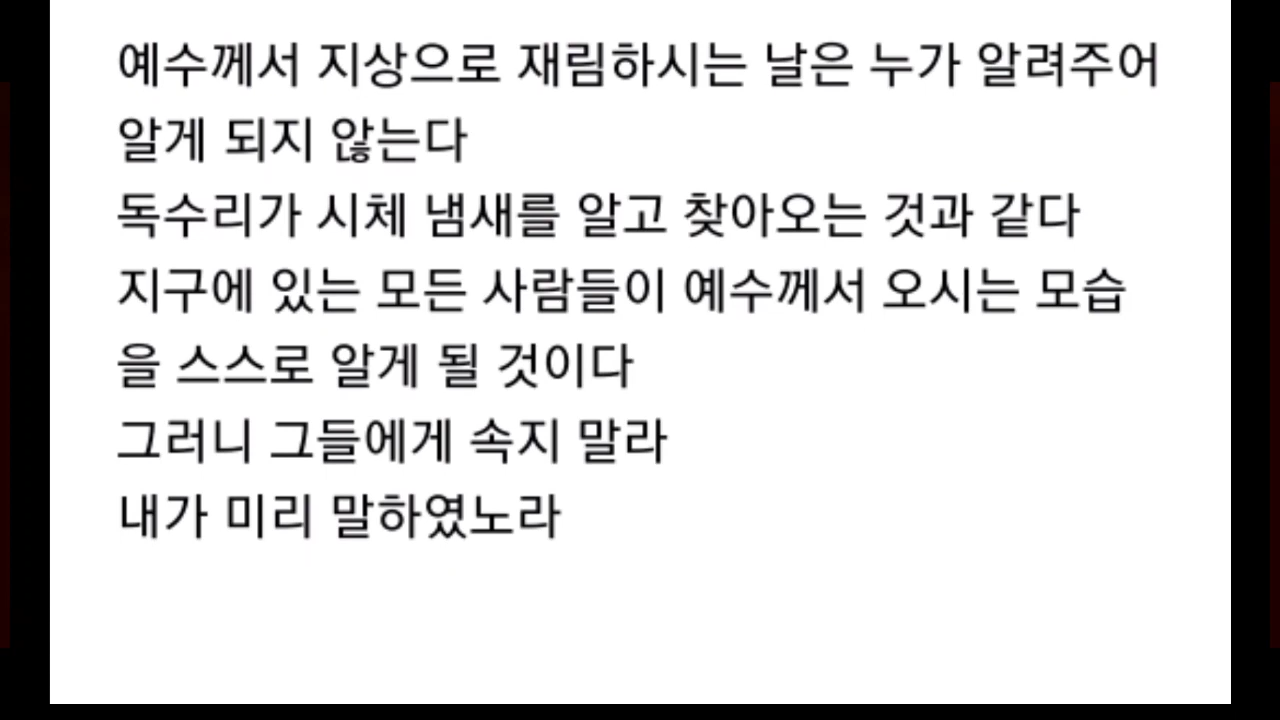 예수께서 지상으로 재림하시는 날은 누가 알려주어
알게 되지 않는다
독수리가 시체 냄새를 알고 찾아오는 것과 같다
지구에 있는 모든 사람들이 예수께서 오시는 모습
을 스스로 알게 될 것이다
그러니 그들에게 속지 말라
내가 미리 말하였노라